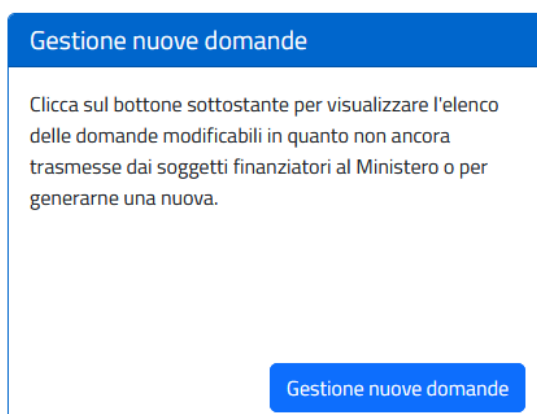 Gestione nuove domande
Clicca sul bottone sottostante per visualizzare l'elenco
delle domande modificabili in quanto non ancora
trasmesse dai soggetti finanziatori al Ministero o per
generarne una nuova.
Gestione nuove domande